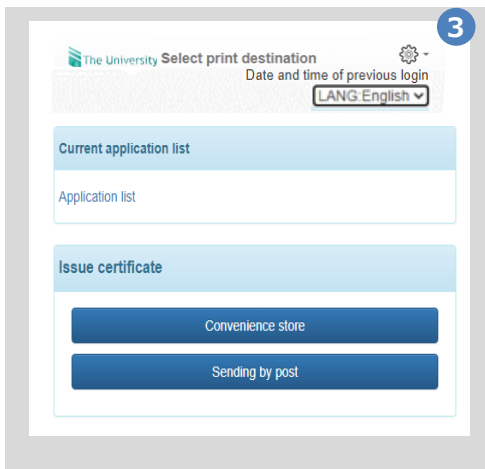 3
The University Select print destination
Date and time of previous login
LANG:English
Current application list
Application list
Issue certificate
Convenience store
Sending by post